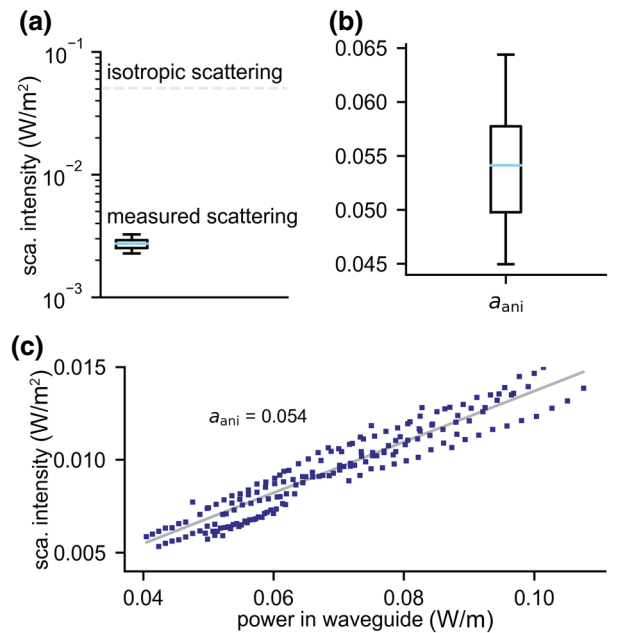 (a)
sca. intensity (W/m²)
10⁻¹
10⁻²
10⁻³
isotropic scattering
measured scattering
(b)
0.065
0.060
0.055
0.050
0.045
aₐₙᵢ
(c)
sca. intensity (W/m²)
0.015
0.010
0.005
aₐₙᵢ = 0.054
0.04 0.06 0.08 0.10
power in waveguide (W/m)